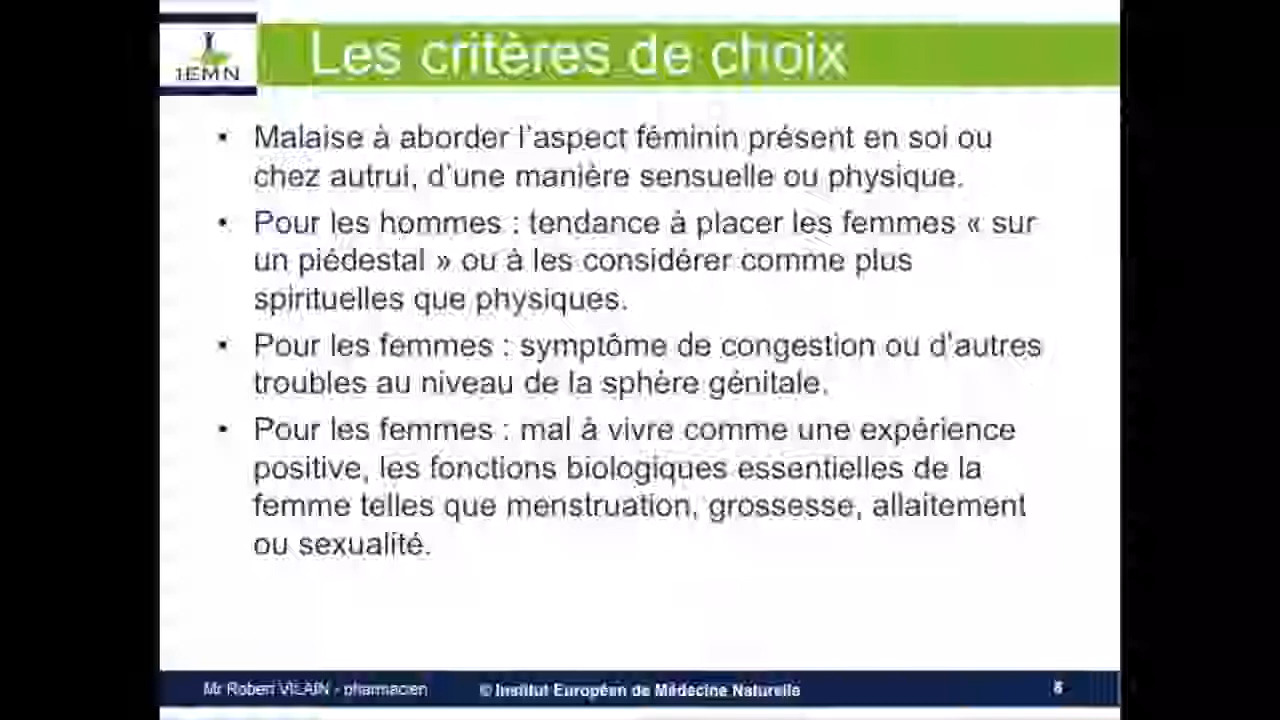 IEMN
Les critères de choix
• Malaise à aborder l'aspect féminin présent en soi ou
chez autrui, d'une manière sensuelle ou physique.
• Pour les hommes : tendance à placer les femmes « sur
un piédestal » ou à les considérer comme plus
spirituelles que physiques.
• Pour les femmes : symptôme de congestion ou d'autres
troubles au niveau de la sphère génitale.
• Pour les femmes : mal à vivre comme une expérience
positive, les fonctions biologiques essentielles de la
femme telles que menstruation, grossesse, allaitement
ou sexualité.
Mr Robert VILAIN - pharmacien
© Institut Européen de Médecine Naturelle